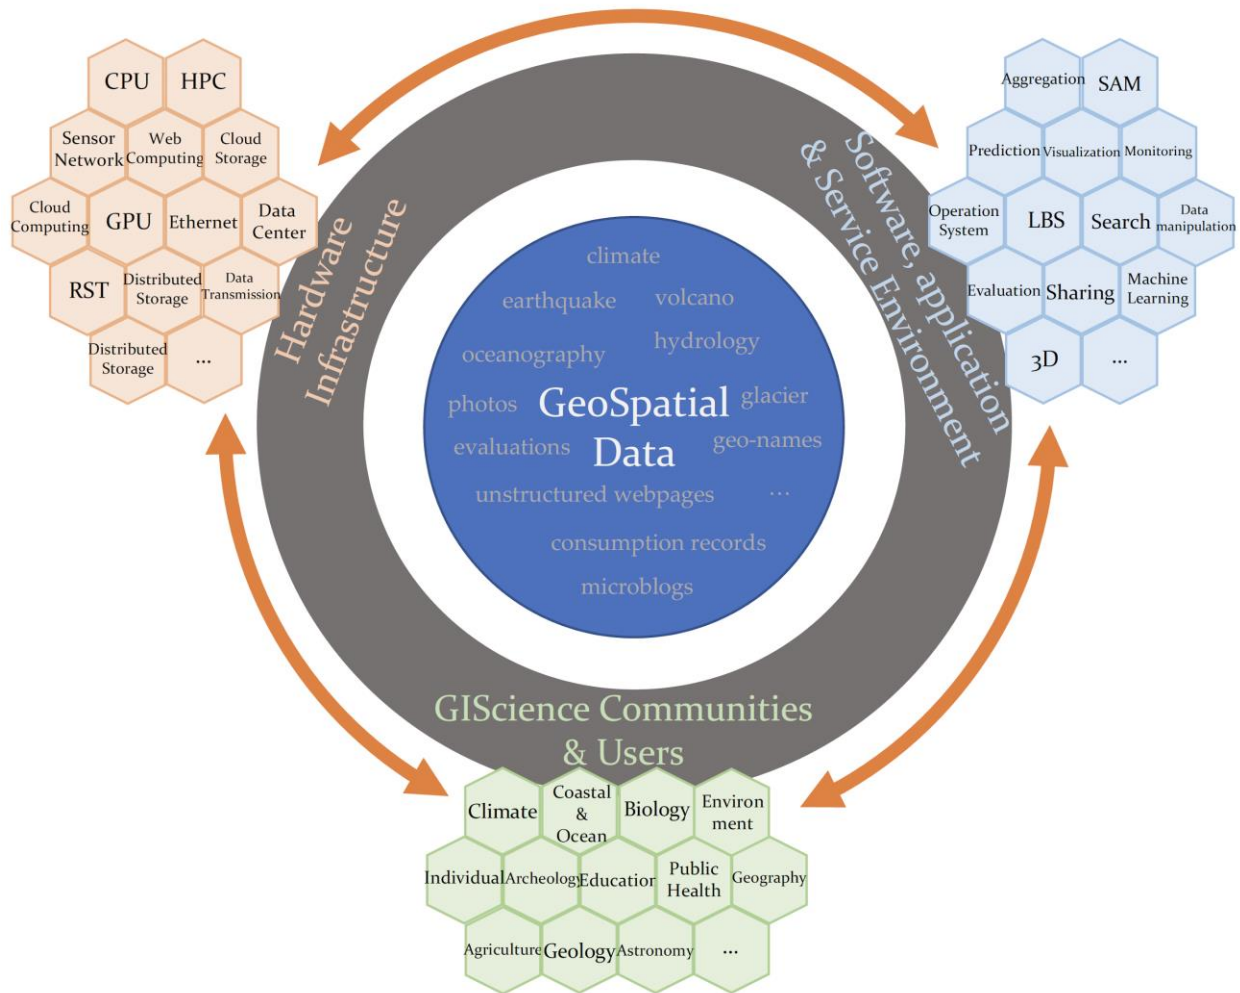 CPU
HPC
Sensor
Network
Web
Computing
Cloud
Storage
Cloud
Computing
GPU
Ethernet
Data
Center
RST
Distributed
Storage
Data
Transmission
Distributed
Storage
...
Hardware
Infrastructure
Aggregation
SAM
Prediction
Visualization
Monitoring
Operation
System
LBS
Search
Data
manipulation
Evaluation
Sharing
Machine
Learning
3D
...
Software, application
& Service Environment
climate
earthquake
volcano
hydrology
oceanography
photos
GeoSpatial
Data
glacier
evaluations
geo-names
unstructured webpages
...
consumption records
microblogs
GIScience Communities
& Users
Climate
Coastal
&
Ocean
Biology
Environ
ment
Individual
Archeology
Education
Public
Health
Geography
Agriculture
Geology
Astronomy
...